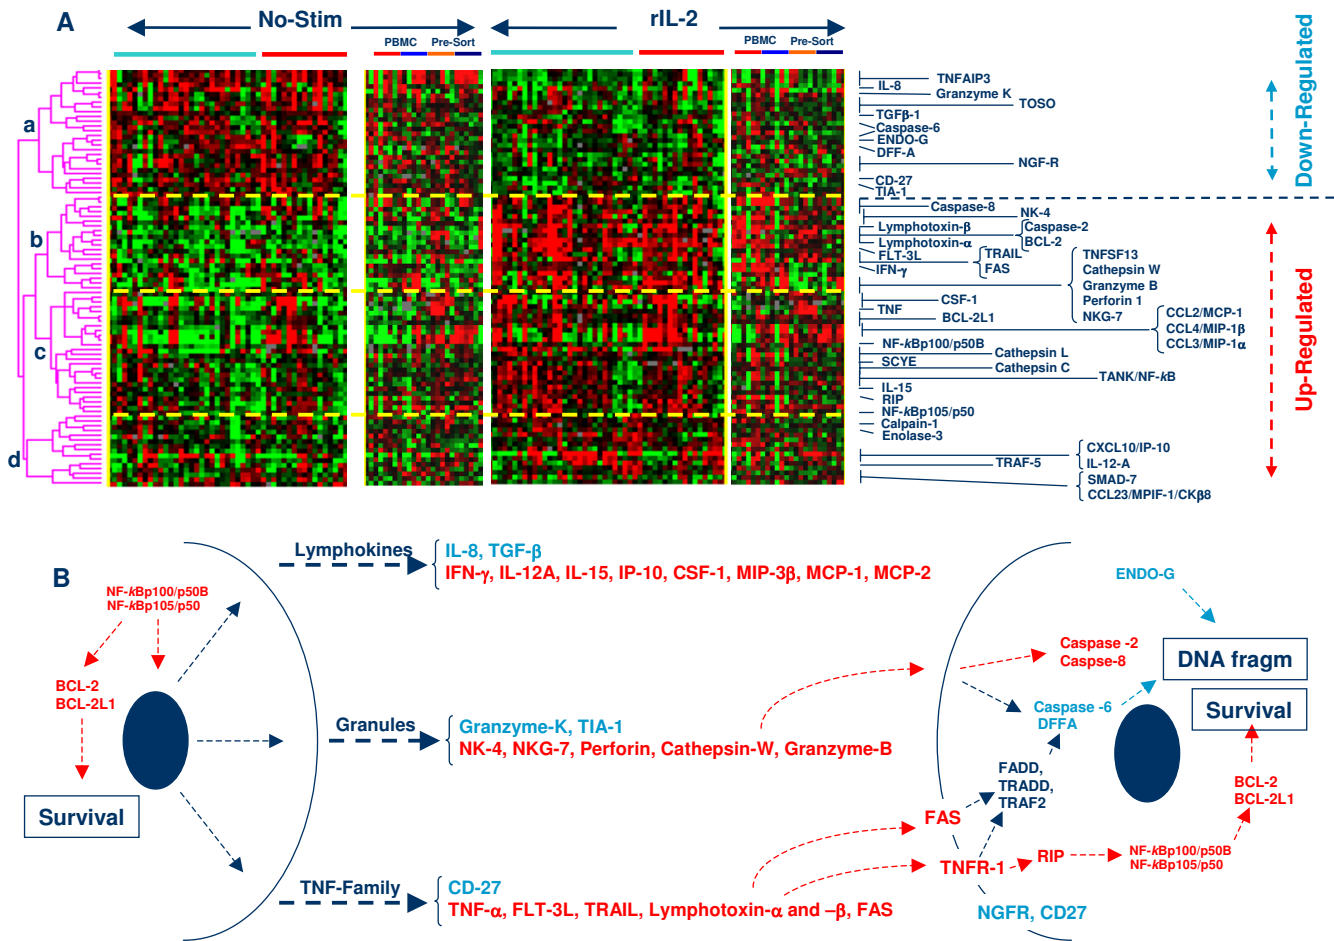 A
No-Stim
rIL-2
PBMC
Pre-Sort
PBMC
Pre-Sort
a
b
c
d
TNFAIP3
IL-8
Granzyme K
TOSO
TGFβ-1
Caspase-6
ENDO-G
DFF-A
NGF-R
CD-27
TIA-1
Caspase-8
NK-4
Lymphotoxin-β
Caspase-2
Lymphotoxin-α
BCL-2
FLT-3L
TRAIL
IFN-γ
FAS
TNFSF13
Cathepsin W
Granzyme B
Perforin 1
NKG-7
CSF-1
TNF
BCL-2L1
CCL2/MCP-1
CCL4/MIP-1β
CCL3/MIP-1α
NF-kBp100/p50B
Cathepsin L
SCYE
Cathepsin C
TANK/NF-kB
IL-15
RIP
NF-kBp105/p50
Calpain-1
Enolase-3
CXCL10/IP-10
TRAF-5
IL-12-A
SMAD-7
CCL23/MPIF-1/CKβ8
Down-Regulated
Up-Regulated
B
NF-kBp100/p50B
NF-kBp105/p50
BCL-2
BCL-2L1
Survival
Lymphokines
IL-8, TGF-β
IFN-γ, IL-12A, IL-15, IP-10, CSF-1, MIP-3β, MCP-1, MCP-2
Granules
Granzyme-K, TIA-1
NK-4, NKG-7, Perforin, Cathepsin-W, Granzyme-B
TNF-Family
CD-27
TNF-α, FLT-3L, TRAIL, Lymphotoxin-α and –β, FAS
ENDO-G
Caspase -2
Caspse-8
DNA fragm
Caspase -6
DFFA
Survival
FADD,
TRADD,
TRAF2
BCL-2
BCL-2L1
FAS
TNFR-1
RIP
NF-kBp100/p50B
NF-kBp105/p50
NGFR, CD27